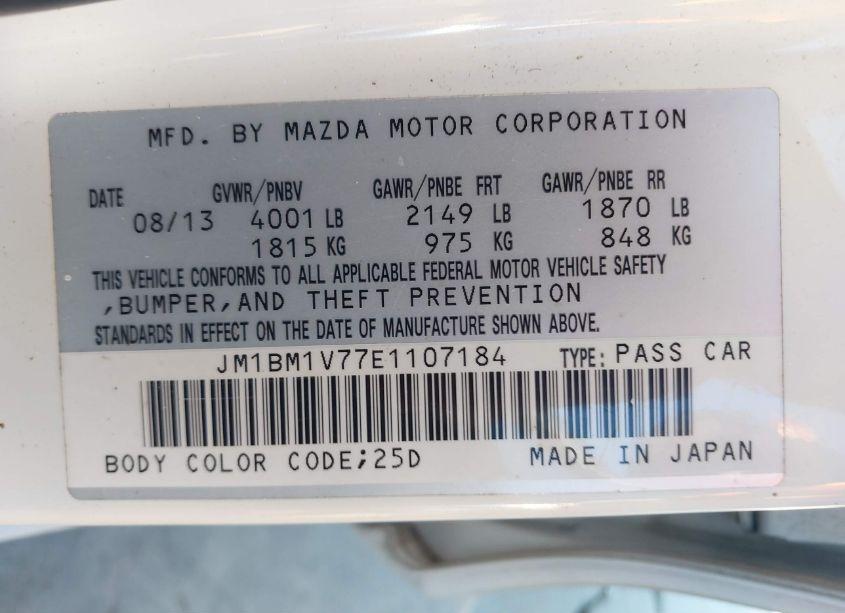 MFD. BY MAZDA MOTOR CORPORATION
DATE GVWR/PNBV GAWR/PNBE FRT GAWR/PNBE RR
08/13 4001 LB 2149 LB 1870 LB
1815 KG 975 KG 848 KG
THIS VEHICLE CONFORMS TO ALL APPLICABLE FEDERAL MOTOR VEHICLE SAFETY
,BUMPER,AND THEFT PREVENTION
STANDARDS IN EFFECT ON THE DATE OF MANUFACTURE SHOWN ABOVE.
JM1BM1V77E1107184 TYPE: PASS CAR
BODY COLOR CODE;25D MADE IN JAPAN